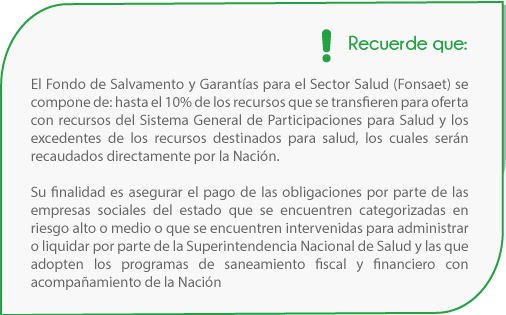 ! Recuerde que:
El Fondo de Salvamento y Garantías para el Sector Salud (Fonsaet) se
compone de: hasta el 10% de los recursos que se transfieren para oferta
con recursos del Sistema General de Participaciones para Salud y los
excedentes de los recursos destinados para salud, los cuales serán
recaudados directamente por la Nación.
Su finalidad es asegurar el pago de las obligaciones por parte de las
empresas sociales del estado que se encuentren categorizadas en
riesgo alto o medio o que se encuentren intervenidas para administrar
o liquidar por parte de la Superintendencia Nacional de Salud y las que
adopten los programas de saneamiento fiscal y financiero con
acompañamiento de la Nación